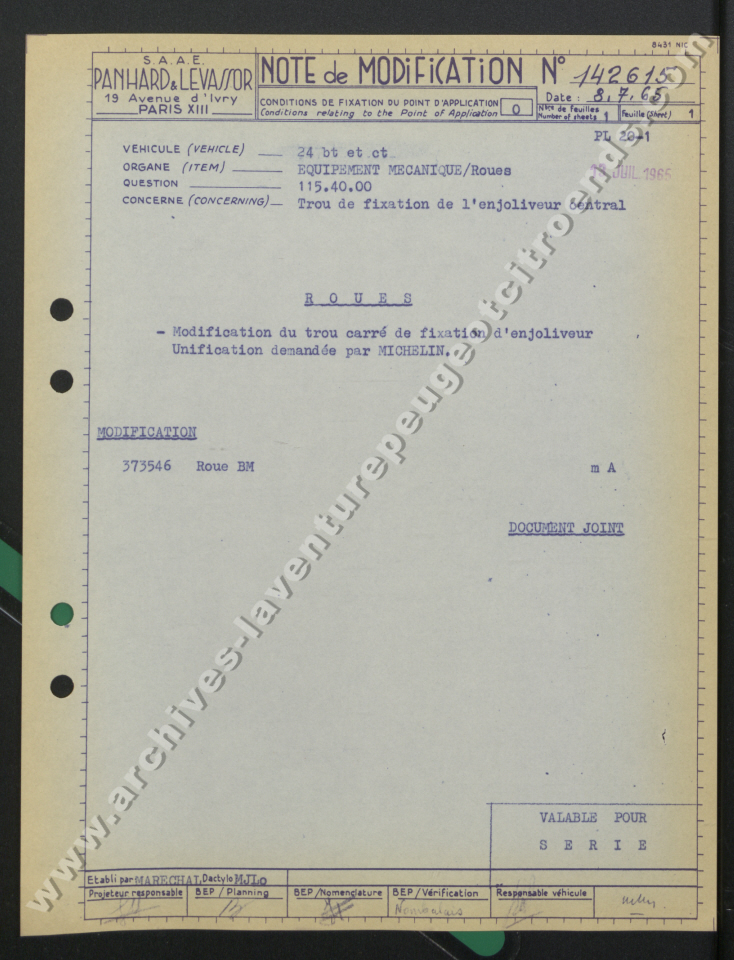 8431 NIC
S.A.A.E.
PANHARD & LEVASSOR
19 Avenue d'Ivry
PARIS XIII
NOTE de MODIFICATION N° 142615
CONDITIONS DE FIXATION DU POINT D'APPLICATION
Conditions relating to the Point of Application
0
Date : 8.7.65
Nbre de feuilles
Number of sheets 1
Feuille (Sheet) 1
PL 20-1
VEHICULE (VEHICLE) 24 bt et ct
ORGANE (ITEM) EQUIPEMENT MECANIQUE/Roues
JUIL 1965
QUESTION 115.40.00
CONCERNE (CONCERNING) Trou de fixation de l'enjoliveur Central
R O U E S
- Modification du trou carré de fixation d'enjoliveur
Unification demandée par MICHELIN.
MODIFICATION
373546 Roue BM m A
DOCUMENT JOINT
VALABLE POUR
S E R I E
Etabli par MARECHAL Dactylo MJLo
Projeteur responsable
BEP / Planning
BEP / Nomenclature
BEP / Vérification
Responsable véhicule
www.archives-laventurepeugeotcitroends.com